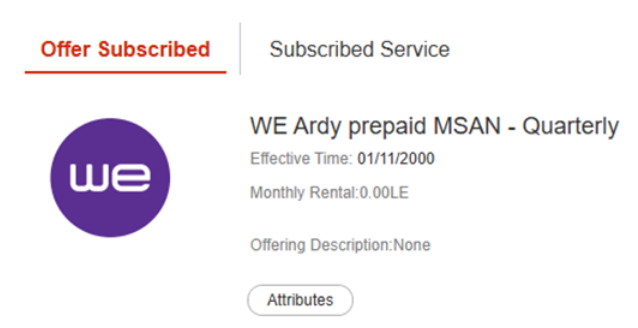 Offer Subscribed
Subscribed Service
we
WE Ardy prepaid MSAN - Quarterly
Effective Time: 01/11/2000
Monthly Rental:0.00LE
Offering Description:None
Attributes